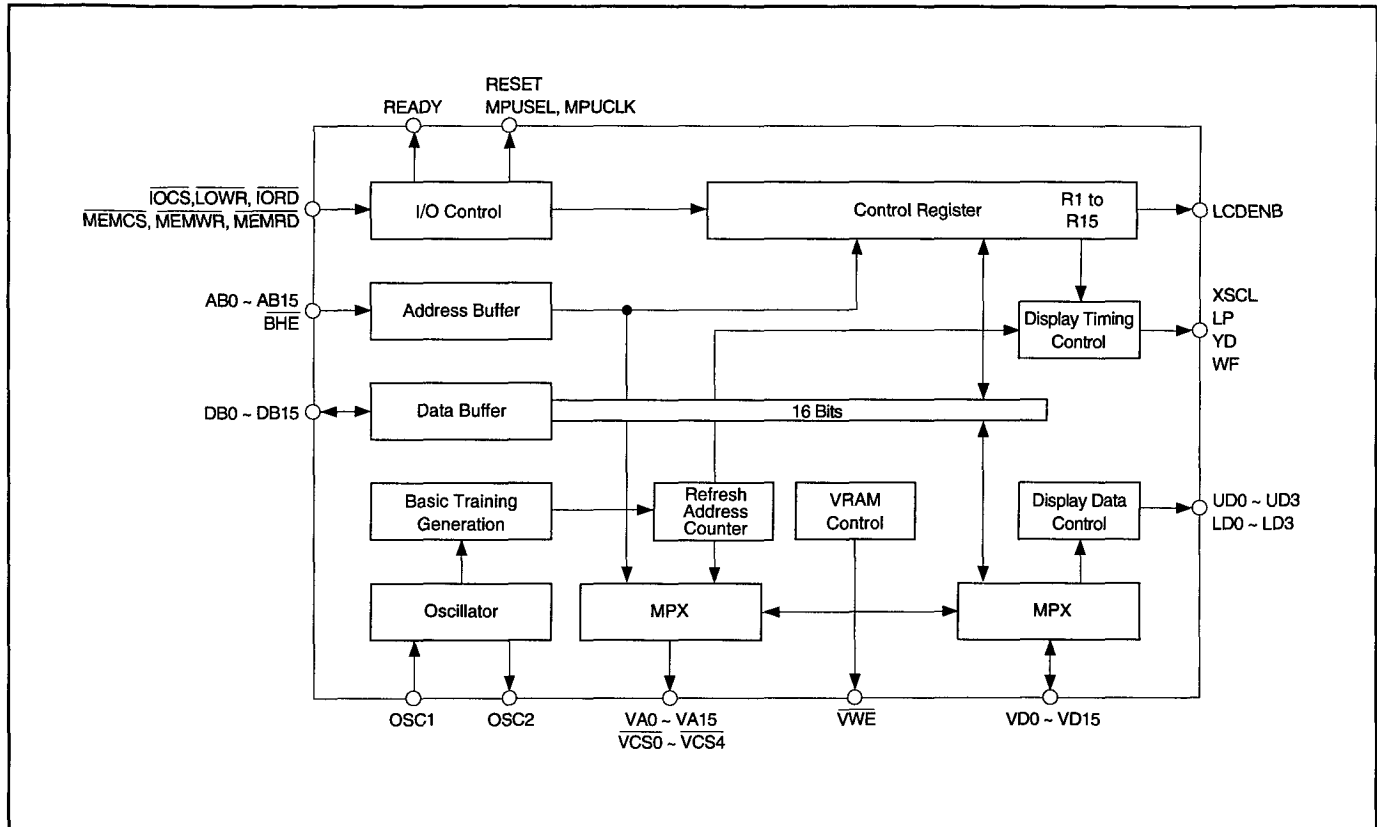 RESET
READY
MPUSEL, MPUCLK
IOCS,LOWR, IORD
MEMCS, MEMWR, MEMRD
I/O Control
Control Register
R1 to
R15
LCDENB
AB0 ~ AB15
BHE
Address Buffer
Display Timing
Control
XSCL
LP
YD
WF
DB0 ~ DB15
Data Buffer
16 Bits
Basic Training
Generation
Refresh
Address
Counter
VRAM
Control
Display Data
Control
UD0 ~ UD3
LD0 ~ LD3
Oscillator
MPX
MPX
OSC1
OSC2
VA0 ~ VA15
VCS0 ~ VCS4
VWE
VD0 ~ VD15